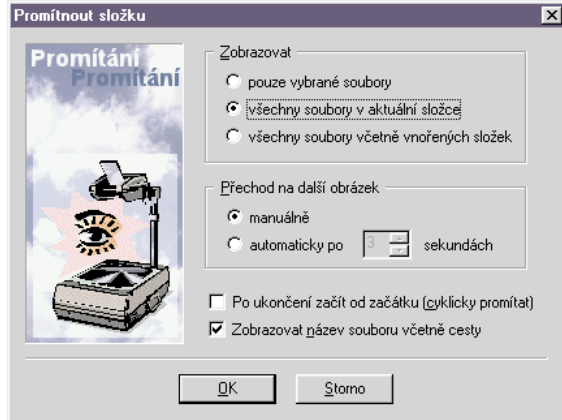 Promítnout složku
Promítání
Promítání
Zobrazovat
pouze vybrané soubory
všechny soubory v aktuální složce
všechny soubory včetně vnořených složek
Přechod na další obrázek
manuálně
automaticky po 3 sekundách
Po ukončení začít od začátku (cyklicky promítat)
Zobrazovat název souboru včetně cesty
OK Storno